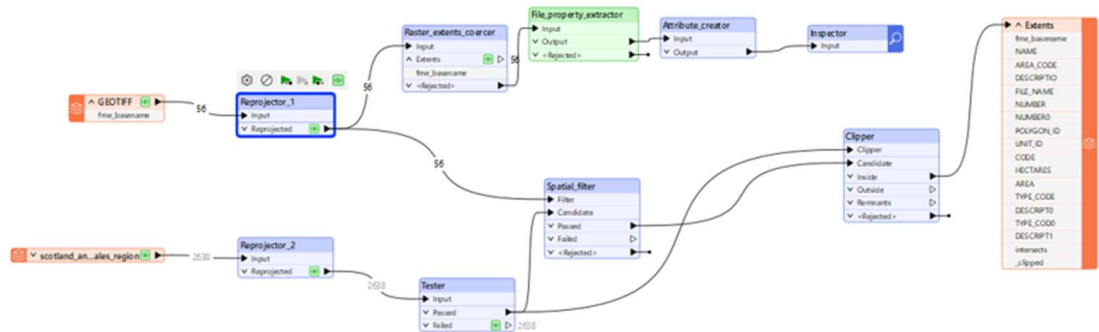 GEOTIFF
fme_basename
56
Reprojector_1
Input
Reprojected
56
56
Raster_extents_coercer
Input
Extents
fme_basename
<Rejected>
56
File_property_extractor
Input
Output
<Rejected>
Attribute_creator
Input
Output
Inspector
Input
scotland_an...ales_region
2638
Reprojector_2
Input
Reprojected
2638
Tester
Input
Passed
Failed
2638
Spatial_filter
Filter
Candidate
Passed
Failed
<Rejected>
Clipper
Clipper
Candidate
Inside
Outside
Remnants
<Rejected>
Extents
fme_basename
NAME
AREA_CODE
DESCRIPTIO
FILE_NAME
NUMBER
NUMBER0
POLYGON_ID
UNIT_ID
CODE
HECTARES
AREA
TYPE_CODE
DESCRIPT0
TYPE_COD0
DESCRIPT1
intersects
_clipped